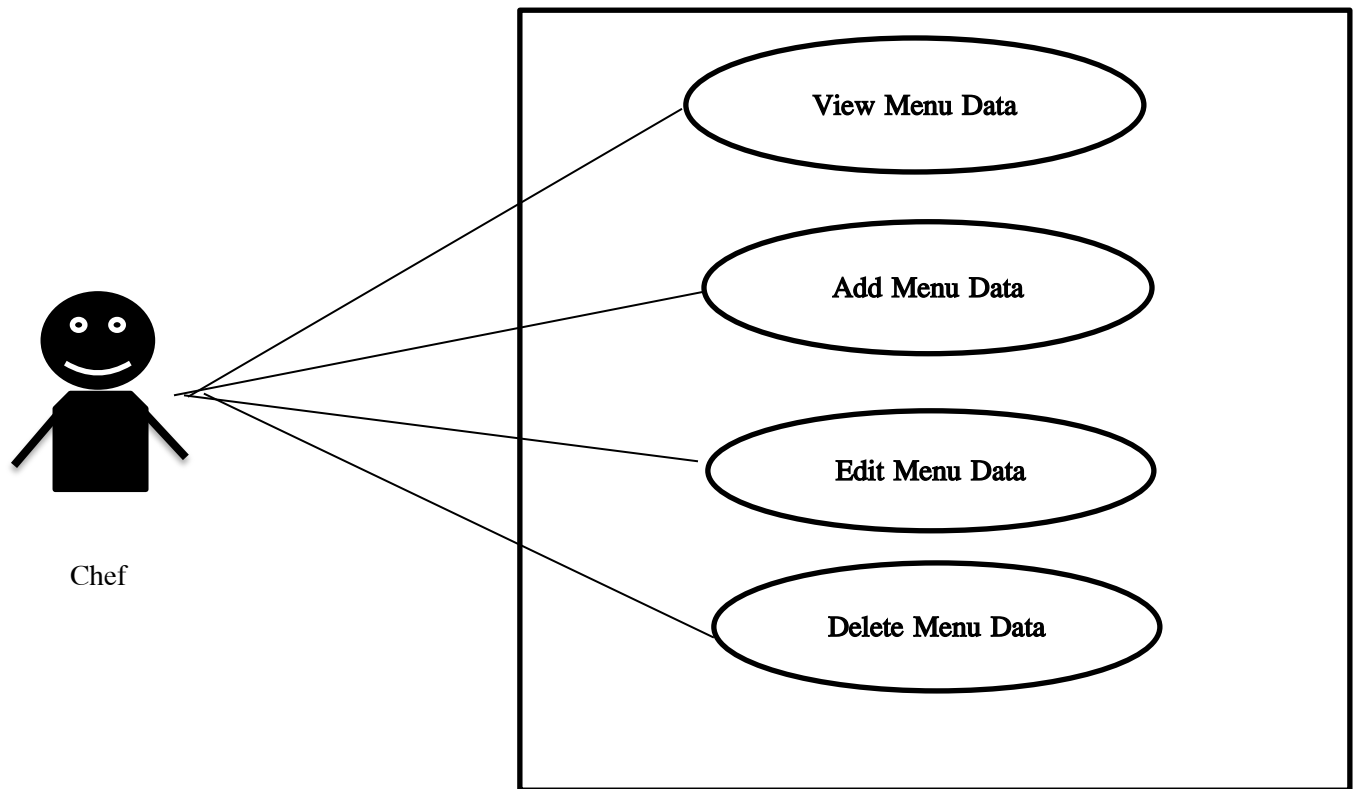 View Menu Data
Add Menu Data
Edit Menu Data
Chef
Delete Menu Data